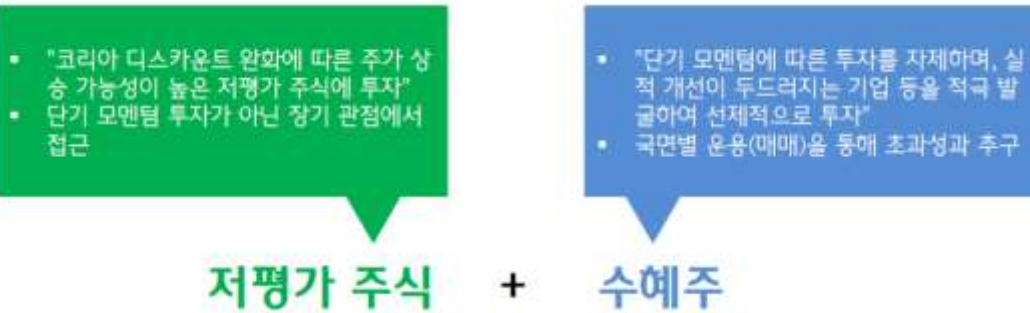 ▪ "코리아 디스카운트 완화에 따른 주가 상
승 가능성이 높은 저평가 주식에 투자"
▪ 단기 모멘텀 투자가 아닌 장기 관점에서
접근
▪ "단기 모멘텀에 따른 투자를 자제하며, 실
적 개선이 두드러지는 기업 등을 적극 발
굴하여 선제적으로 투자"
▪ 국면별 운용(매매)을 통해 초과성과 추구
저평가 주식 + 수혜주